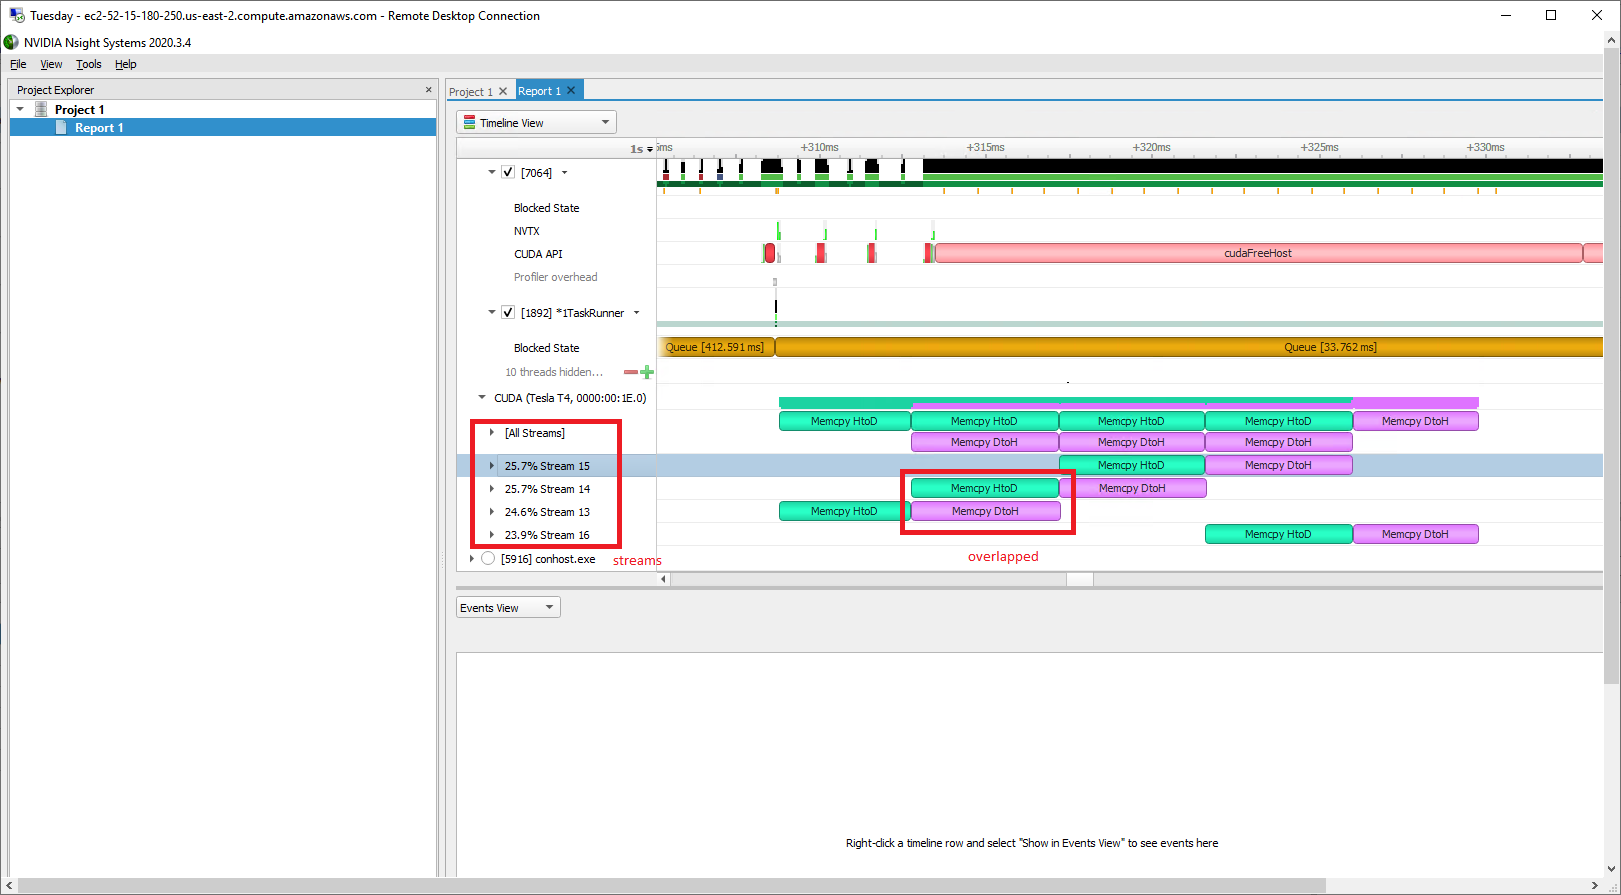 Tuesday - ec2-52-15-180-250.us-east-2.compute.amazonaws.com - Remote Desktop Connection
NVIDIA Nsight Systems 2020.3.4
File View Tools Help
Project Explorer
Project 1
Report 1
Project 1 Report 1
Timeline View
1s 5ms +310ms +315ms +320ms +325ms +330ms
[7064]
Blocked State
NVTX
CUDA API cudaFreeHost
Profiler overhead
[1892] *1TaskRunner
Blocked State Queue [412.591 ms] Queue [33.762 ms]
10 threads hidden...
CUDA (Tesla T4, 0000:00:1E.0)
Memcpy HtoD Memcpy HtoD Memcpy HtoD Memcpy HtoD Memcpy DtoH
[All Streams]
Memcpy DtoH Memcpy DtoH Memcpy DtoH
25.7% Stream 15 Memcpy HtoD Memcpy DtoH
25.7% Stream 14 Memcpy HtoD Memcpy DtoH
24.6% Stream 13 Memcpy HtoD Memcpy DtoH
23.9% Stream 16 Memcpy HtoD Memcpy DtoH
[5916] conhost.exe streams overlapped
Events View
Right-click a timeline row and select "Show in Events View" to see events here